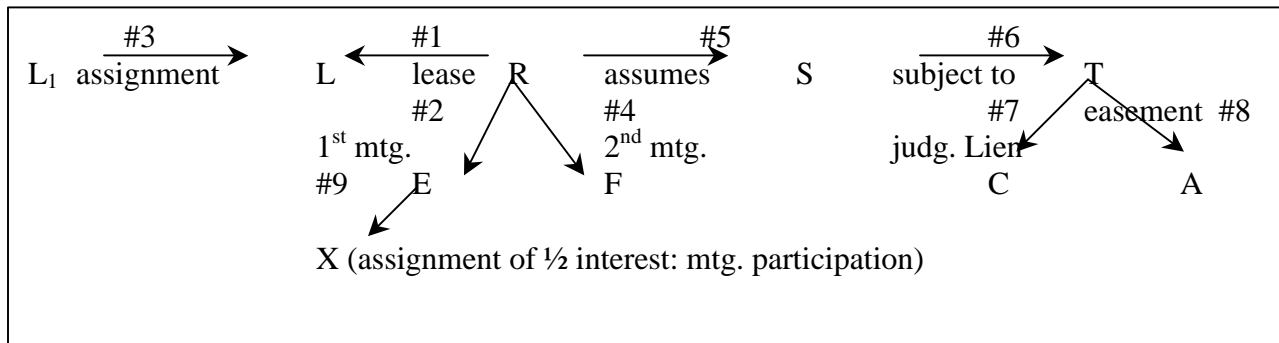 #3 #1 #5 #6
L₁ assignment L lease R assumes S subject to T
#2 #4 #7 easement #8
1ˢᵗ mtg. 2ⁿᵈ mtg. judg. Lien
#9 E F C A
X (assignment of ½ interest: mtg. participation)